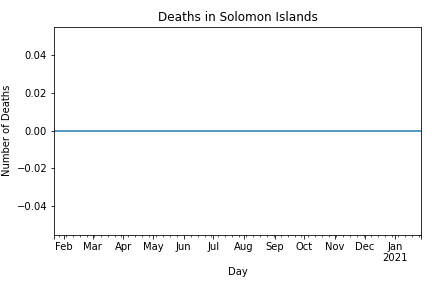 Deaths in Solomon Islands
Number of Deaths
0.04
0.02
0.00
−0.02
−0.04
Feb Mar Apr May Jun Jul Aug Sep Oct Nov Dec Jan
2021
Day